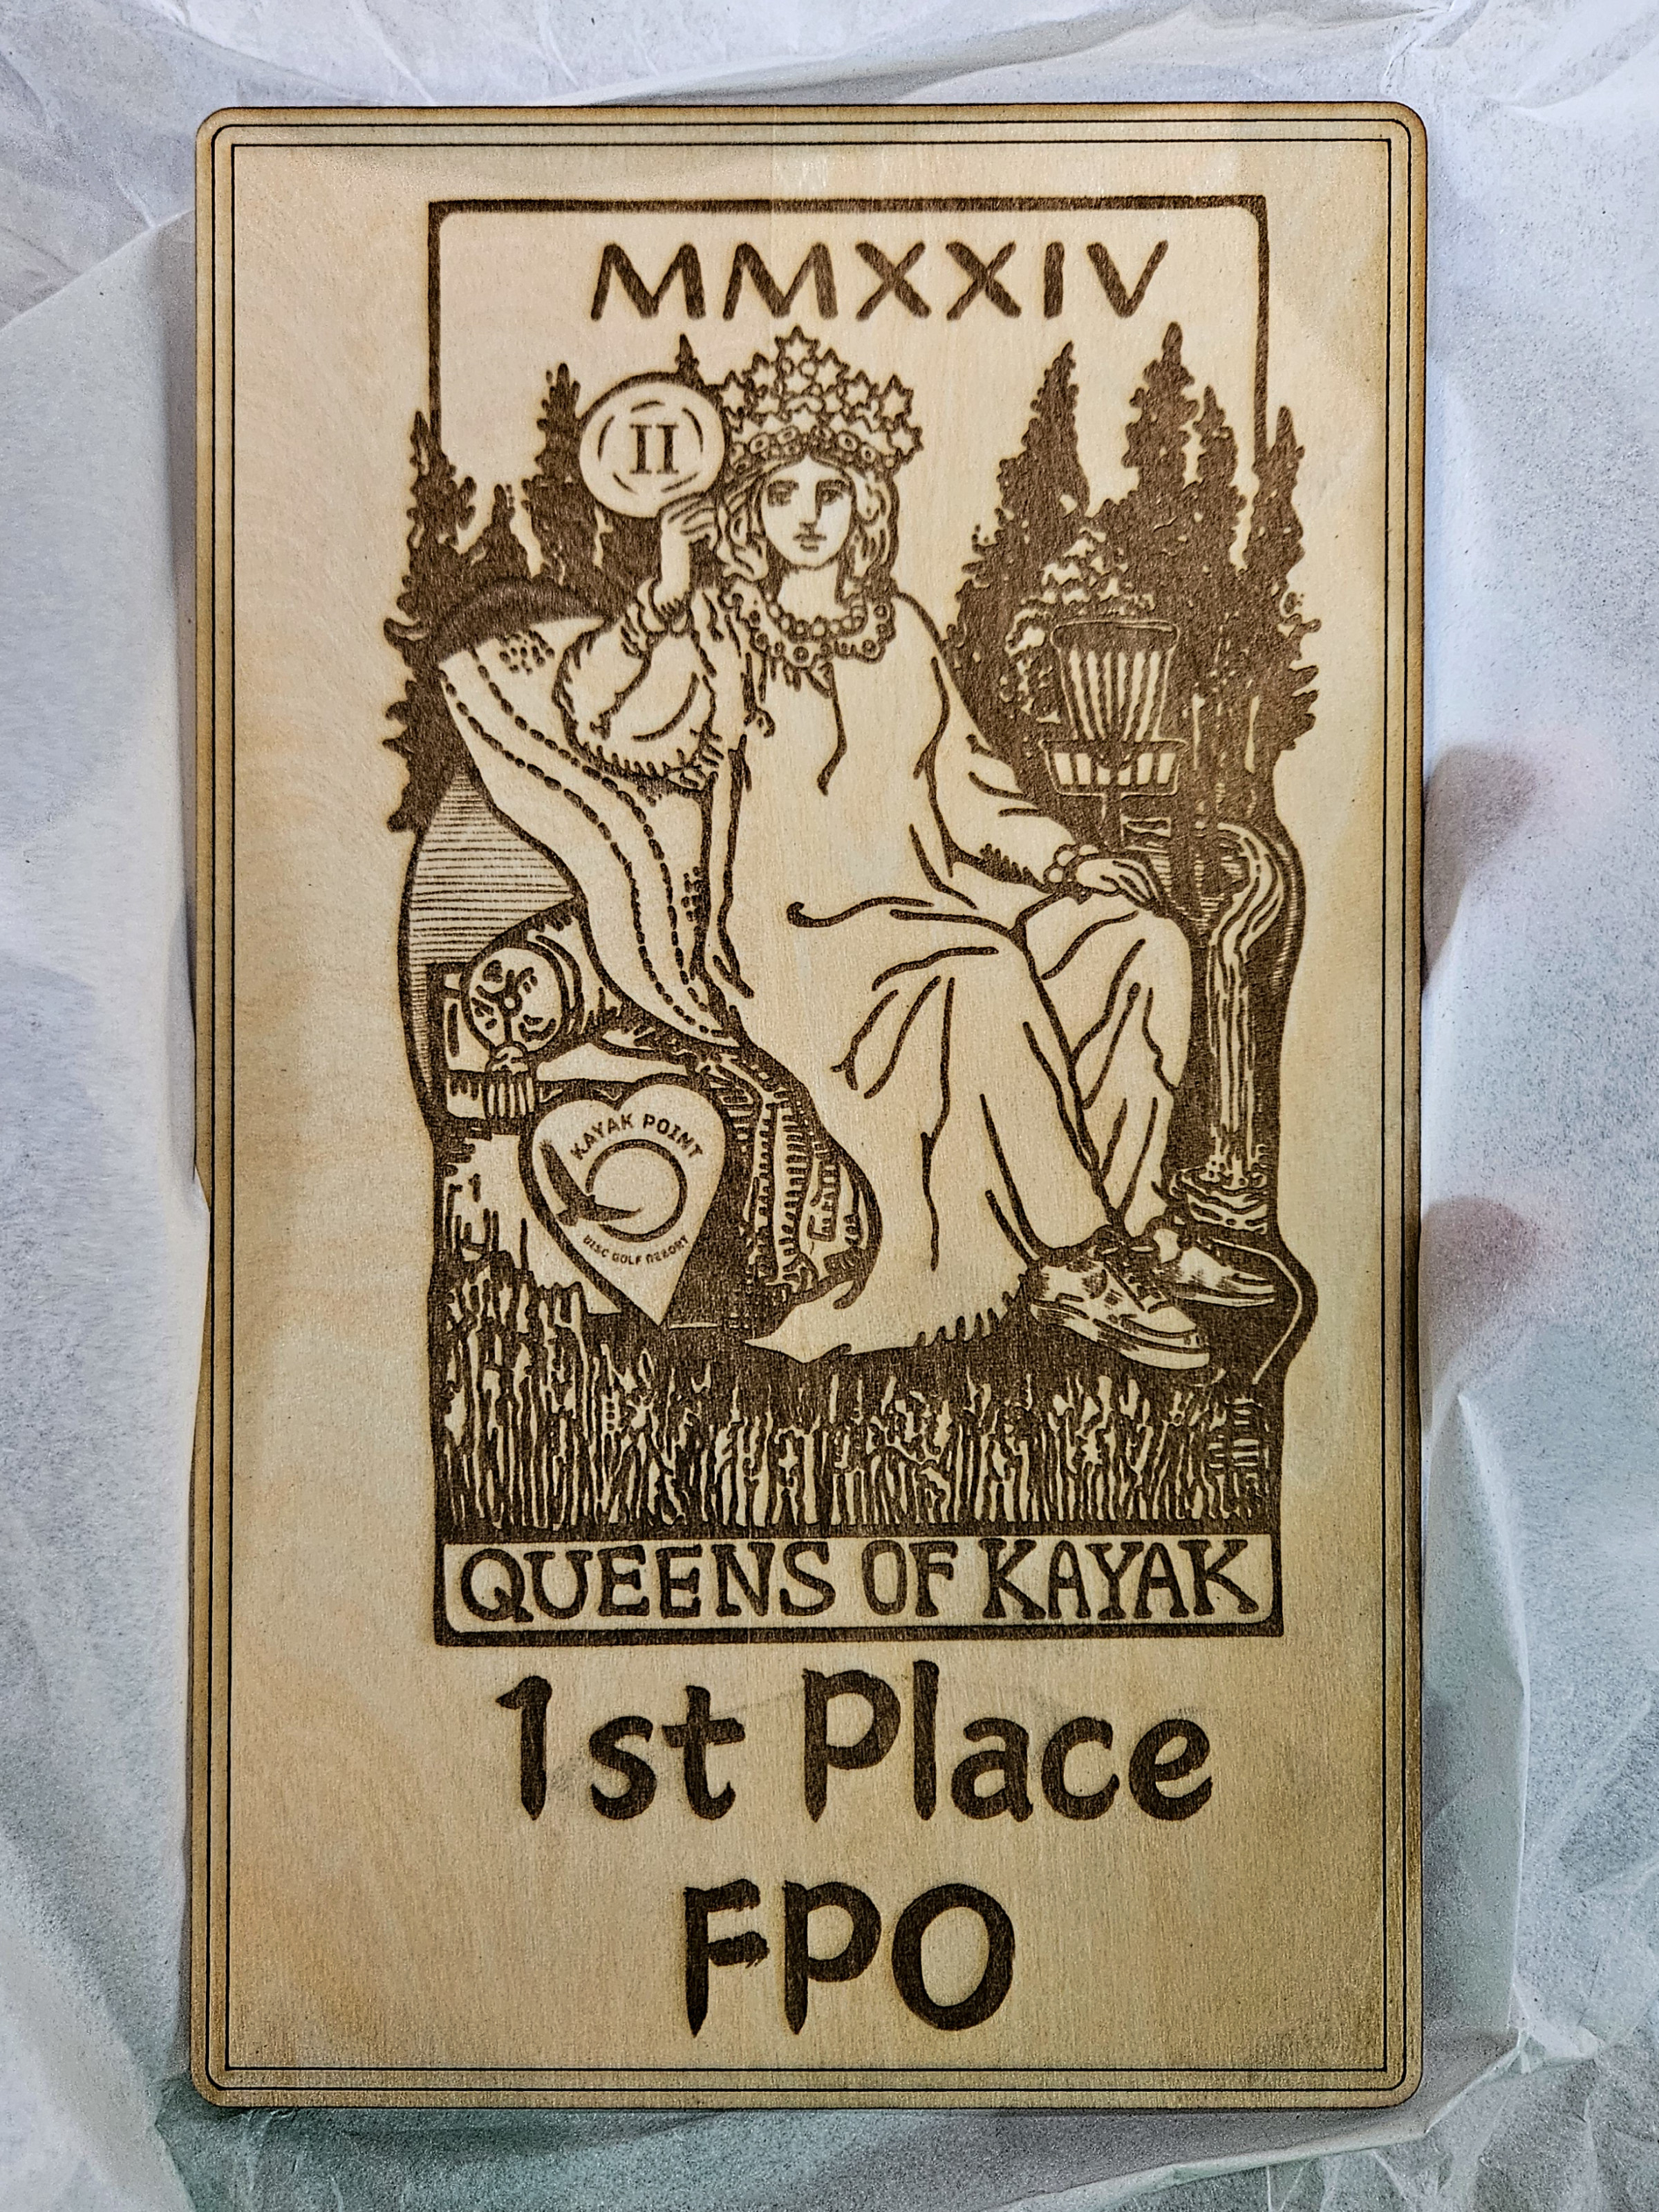 MMXXIV
II
KAYAK POINT
DISC GOLF RESORT
QUEENS OF KAYAK
1st Place
FPO